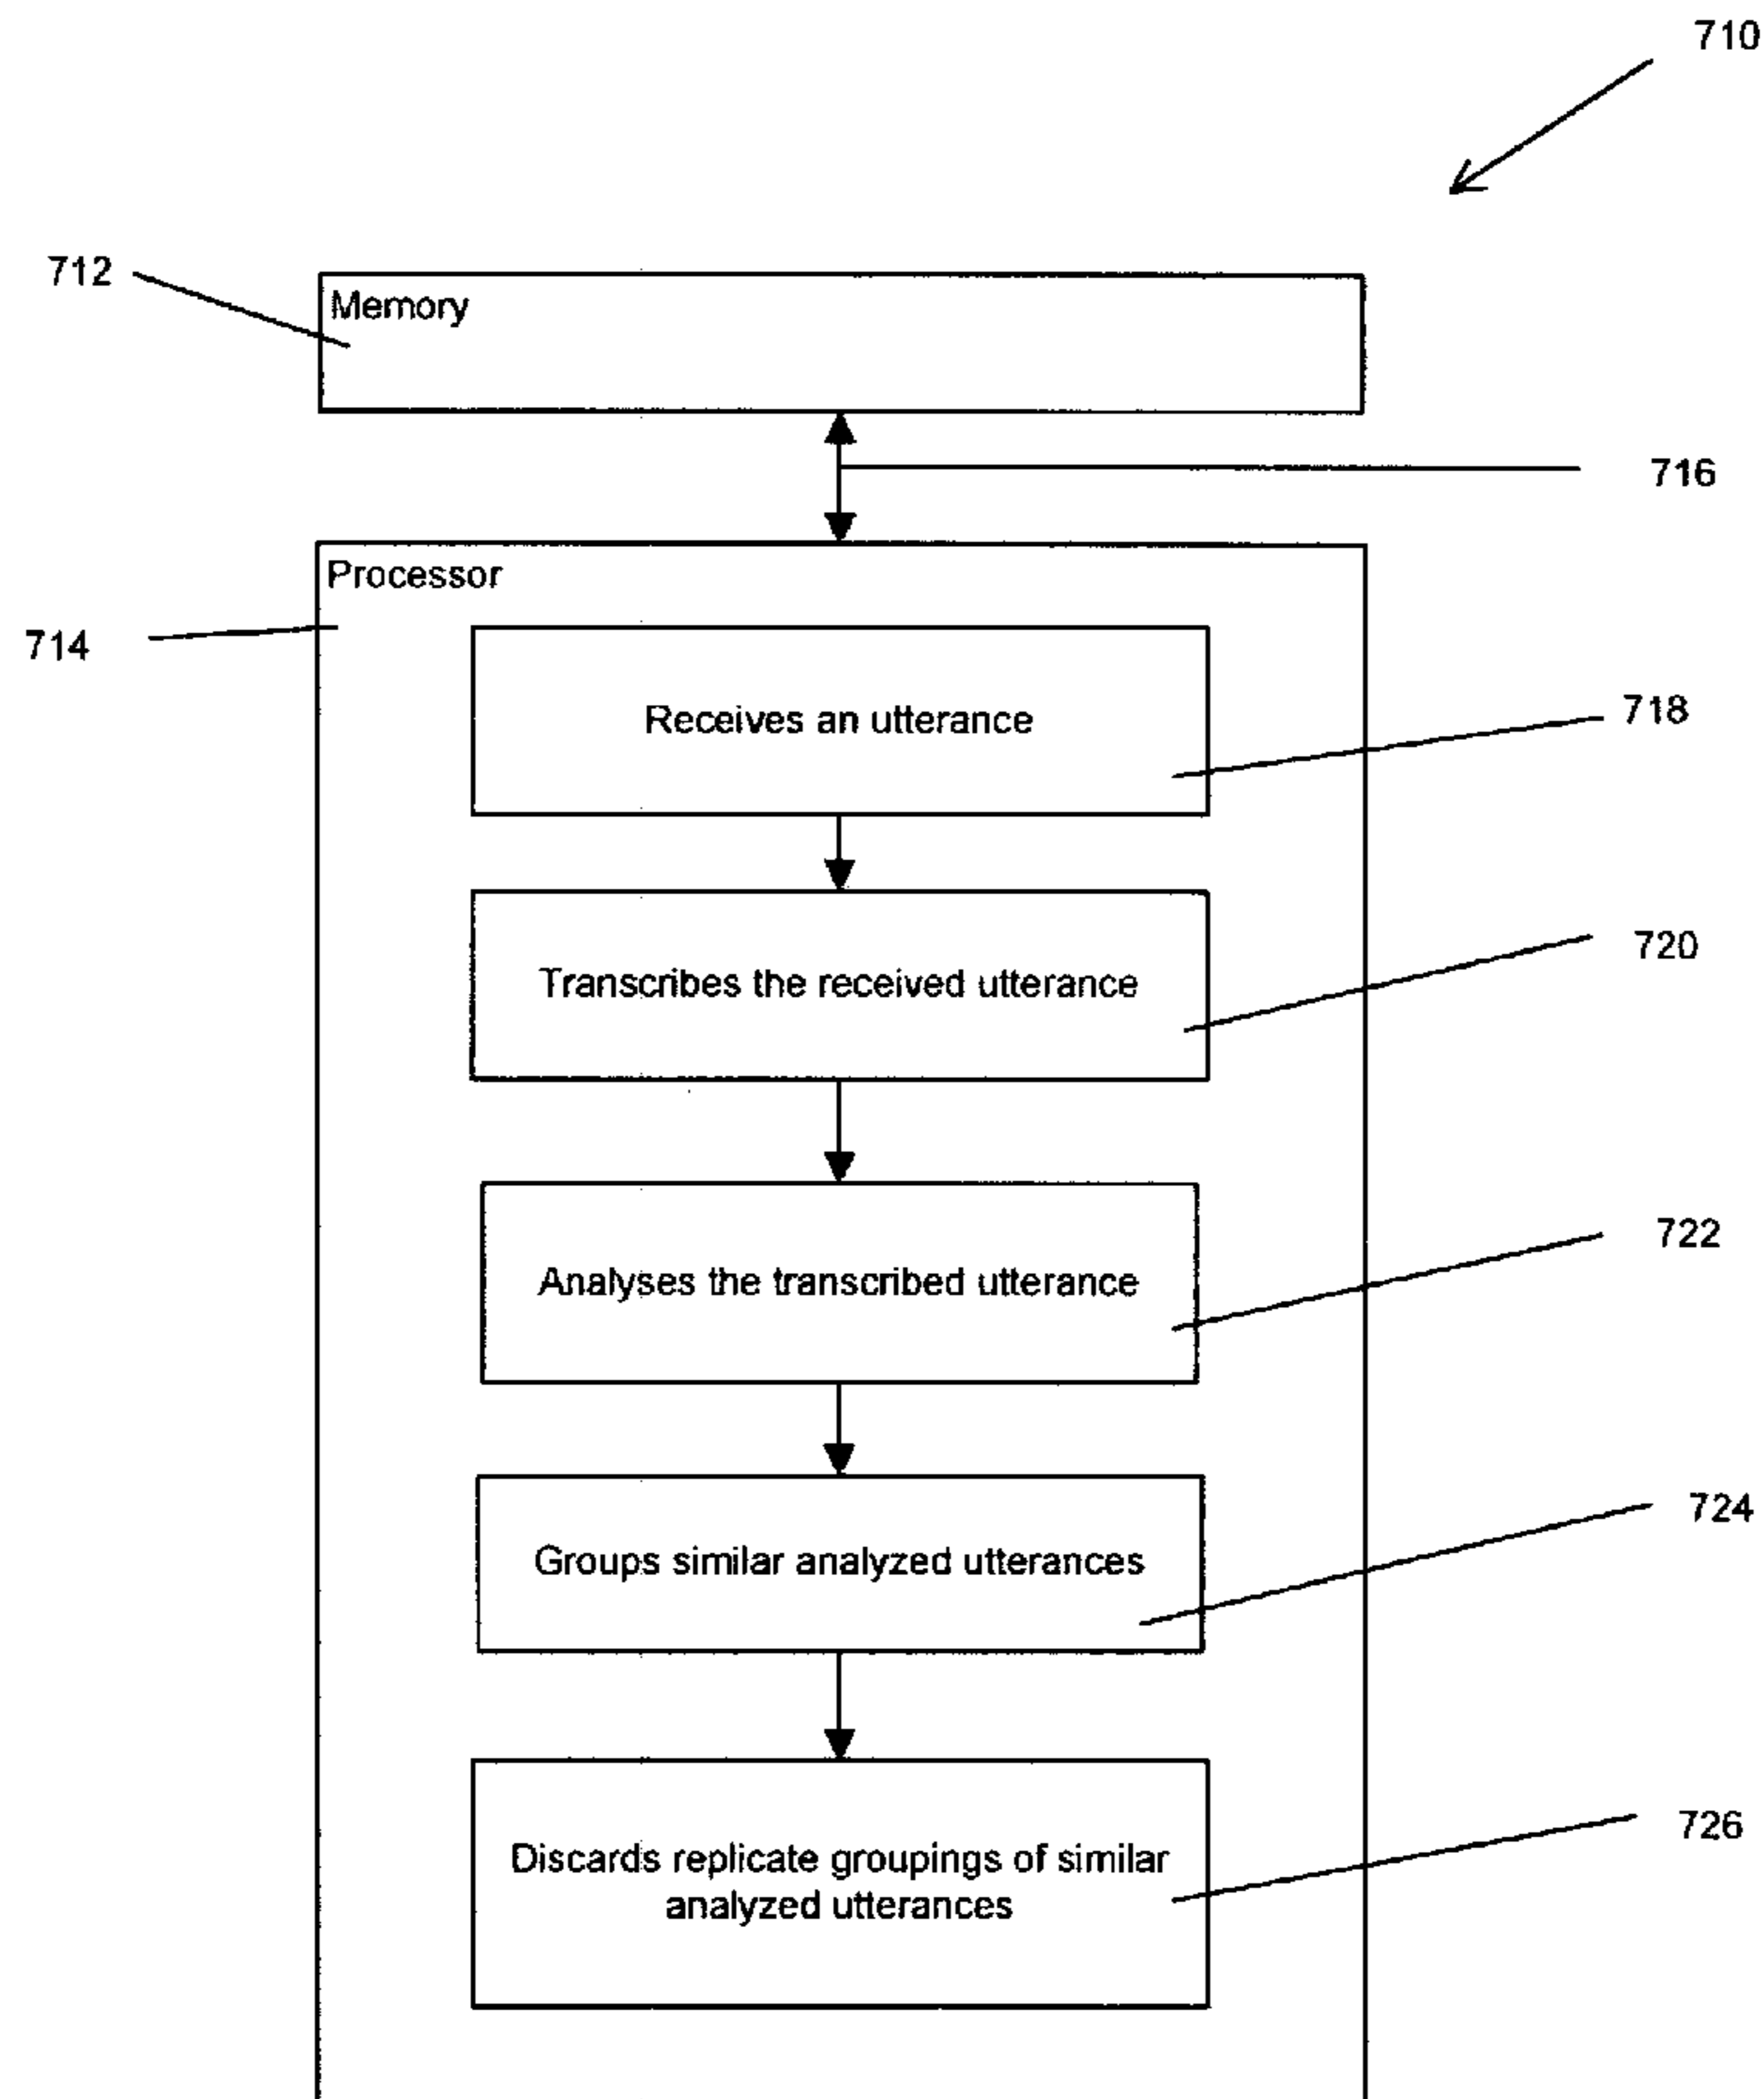 710
712
Memory
716
Processor
714
Receives an utterance
718
Transcribes the received utterance
720
Analyses the transcribed utterance
722
Groups similar analyzed utterances
724
Discards replicate groupings of similar
analyzed utterances
726